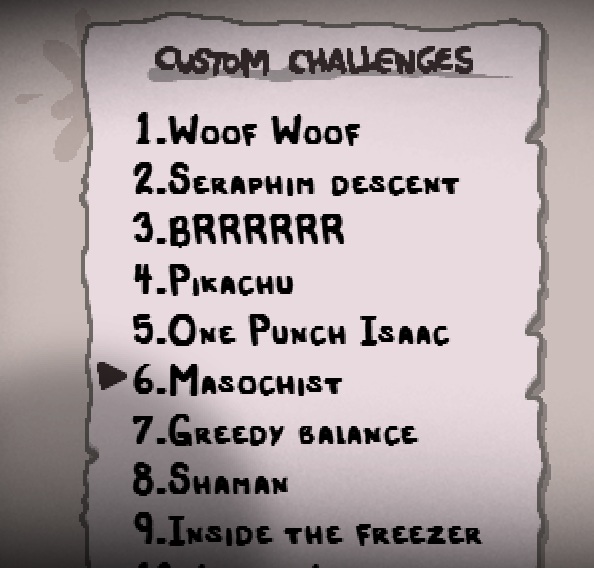 Custom Challenges
1.Woof Woof
2.Seraphim descent
3.BRRRRRR
4.Pikachu
5.One Punch Isaac
6.Masochist
7.Greedy balance
8.Shaman
9.Inside the freezer